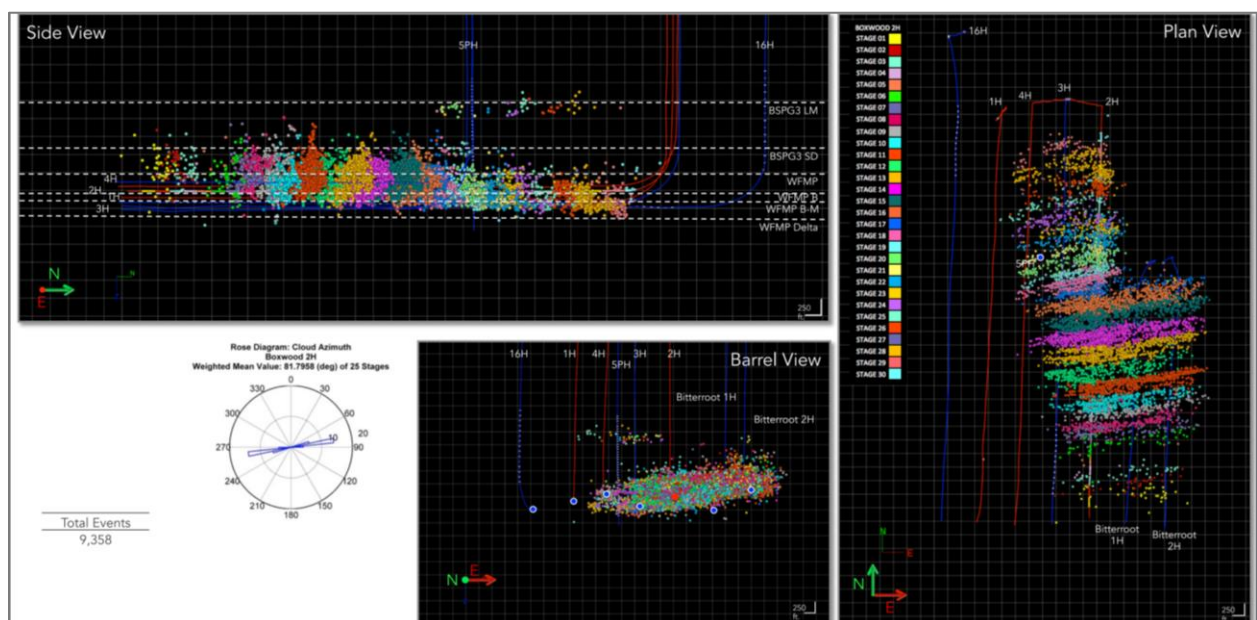 Side View
SPH
16H
BSPG3 LM
BSPG3 SD
WFMP
WFMP B
WFMP B-M
WFMP Delta
4H
2H
1H
3H
N
E
N
250
ft
Rose Diagram: Cloud Azimuth
Boxwood 2H
Weighted Mean Value: 81.7958 (deg) of 25 Stages
0
30
60
20
10
90
120
150
180
210
240
270
300
330
Total Events
9,358
Barrel View
16H
1H
4H
3H
2H
SPH
Bitterroot 1H
Bitterroot 2H
N
E
250
ft
Plan View
BOXWOOD 2H
STAGE 01
STAGE 02
STAGE 03
STAGE 04
STAGE 05
STAGE 06
STAGE 07
STAGE 08
STAGE 09
STAGE 10
STAGE 11
STAGE 12
STAGE 13
STAGE 14
STAGE 15
STAGE 16
STAGE 17
STAGE 18
STAGE 19
STAGE 20
STAGE 21
STAGE 22
STAGE 23
STAGE 24
STAGE 25
STAGE 26
STAGE 27
STAGE 28
STAGE 29
STAGE 30
16H
1H
4H
3H
2H
SPH
Bitterroot
1H
Bitterroot
2H
N
E
N
E
250